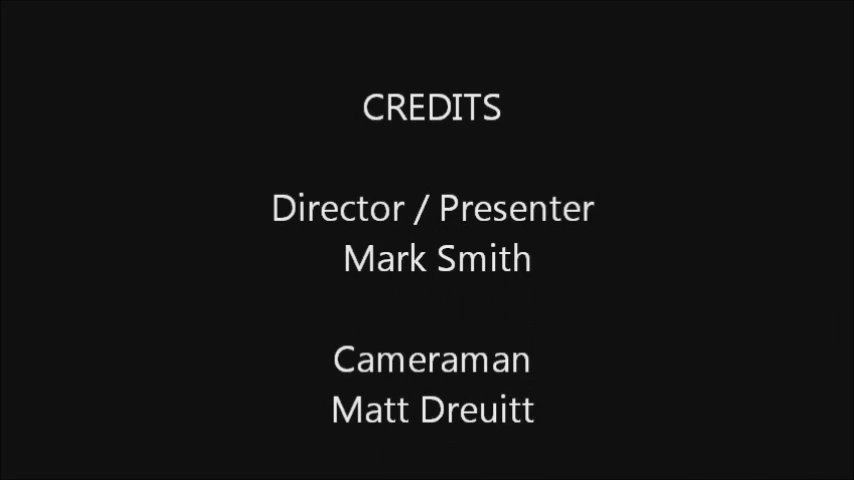 CREDITS
Director / Presenter
Mark Smith
Cameraman
Matt Dreuitt